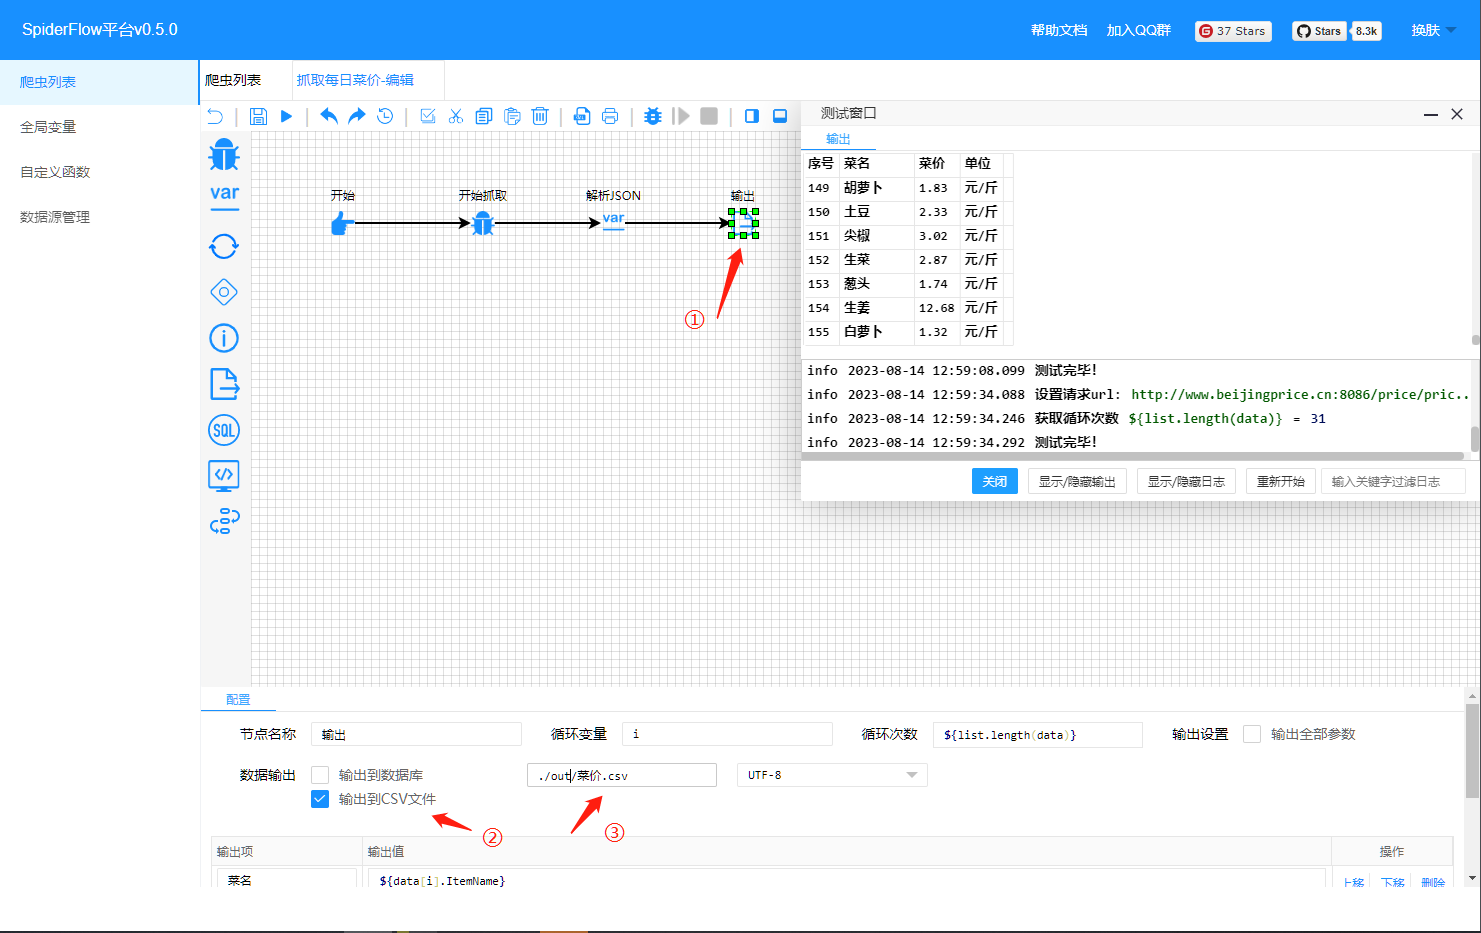 SpiderFlow平台v0.5.0
帮助文档 加入QQ群 37 Stars Stars 8.3k 换肤
爬虫列表
全局变量
自定义函数
数据源管理
爬虫列表 抓取每日菜价-编辑
var
SQL
开始 开始抓取 解析JSON 输出
var
①
测试窗口
输出
序号 菜名 菜价 单位
149 胡萝卜 1.83 元/斤
150 土豆 2.33 元/斤
151 尖椒 3.02 元/斤
152 生菜 2.87 元/斤
153 葱头 1.74 元/斤
154 生姜 12.68 元/斤
155 白萝卜 1.32 元/斤
info 2023-08-14 12:59:08.099 测试完毕!
info 2023-08-14 12:59:34.088 设置请求url: http://www.beijingprice.cn:8086/price/pric..
info 2023-08-14 12:59:34.246 获取循环次数 ${list.length(data)} = 31
info 2023-08-14 12:59:34.292 测试完毕!
关闭 显示/隐藏输出 显示/隐藏日志 重新开始 输入关键字过滤日志
配置
节点名称 输出 循环变量 i 循环次数 ${list.length(data)} 输出设置 输出全部参数
数据输出 输出到数据库 ./out/菜价.csv UTF-8
输出到CSV文件
② ③
输出项 输出值 操作
菜名 ${data[i].ItemName} 上移 下移 删除